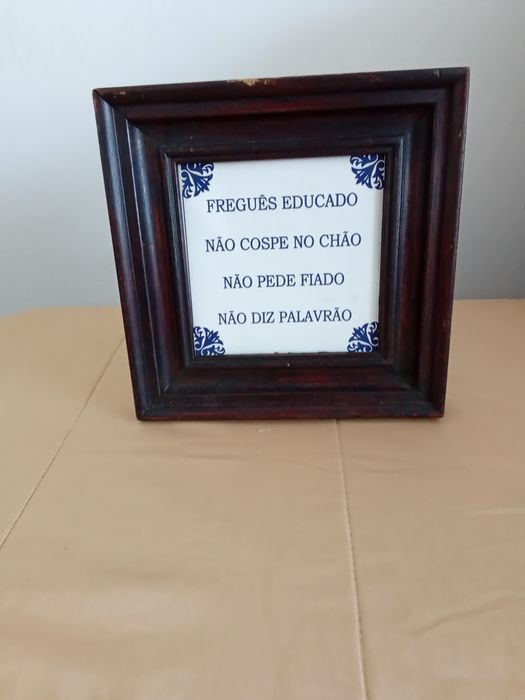 FREGUÊS EDUCADO
NÃO COSPE NO CHÃO
NÃO PEDE FIADO
NÃO DIZ PALAVRÃO